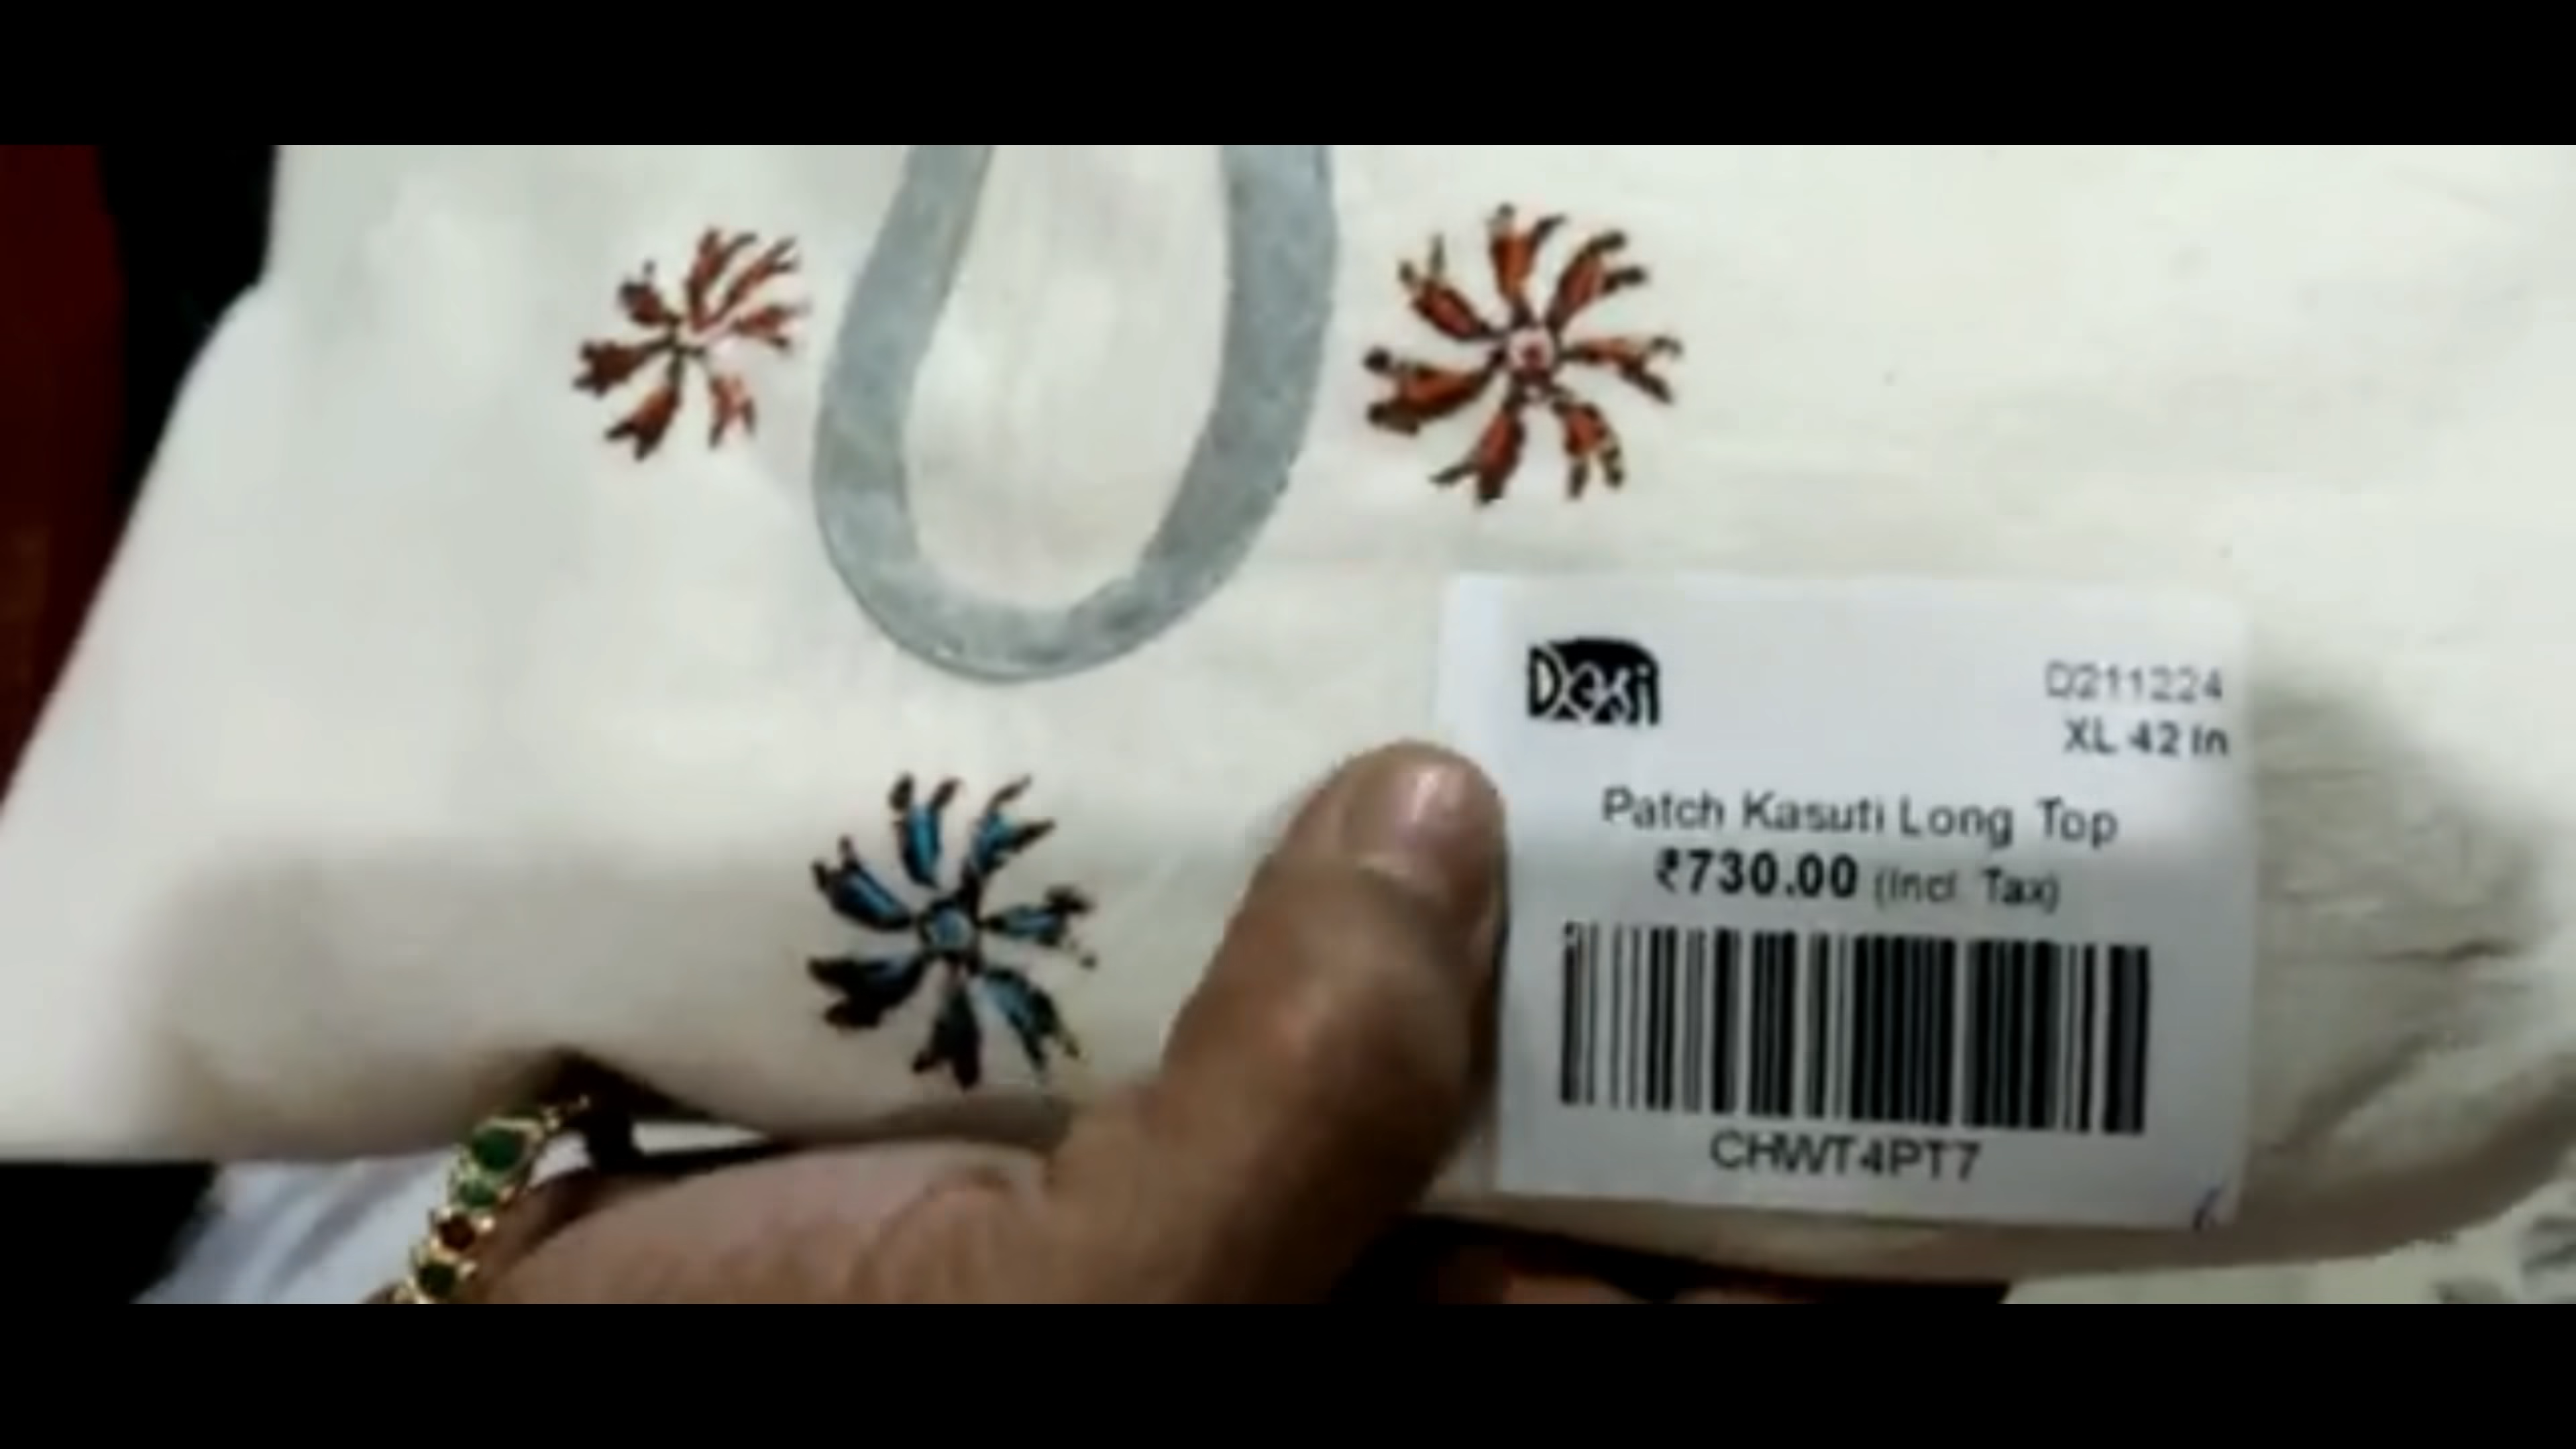 Desi
D211224
XL 42 In
Patch Kasuti Long Top
₹730.00 (Incl. Tax)
CHWT4PT7